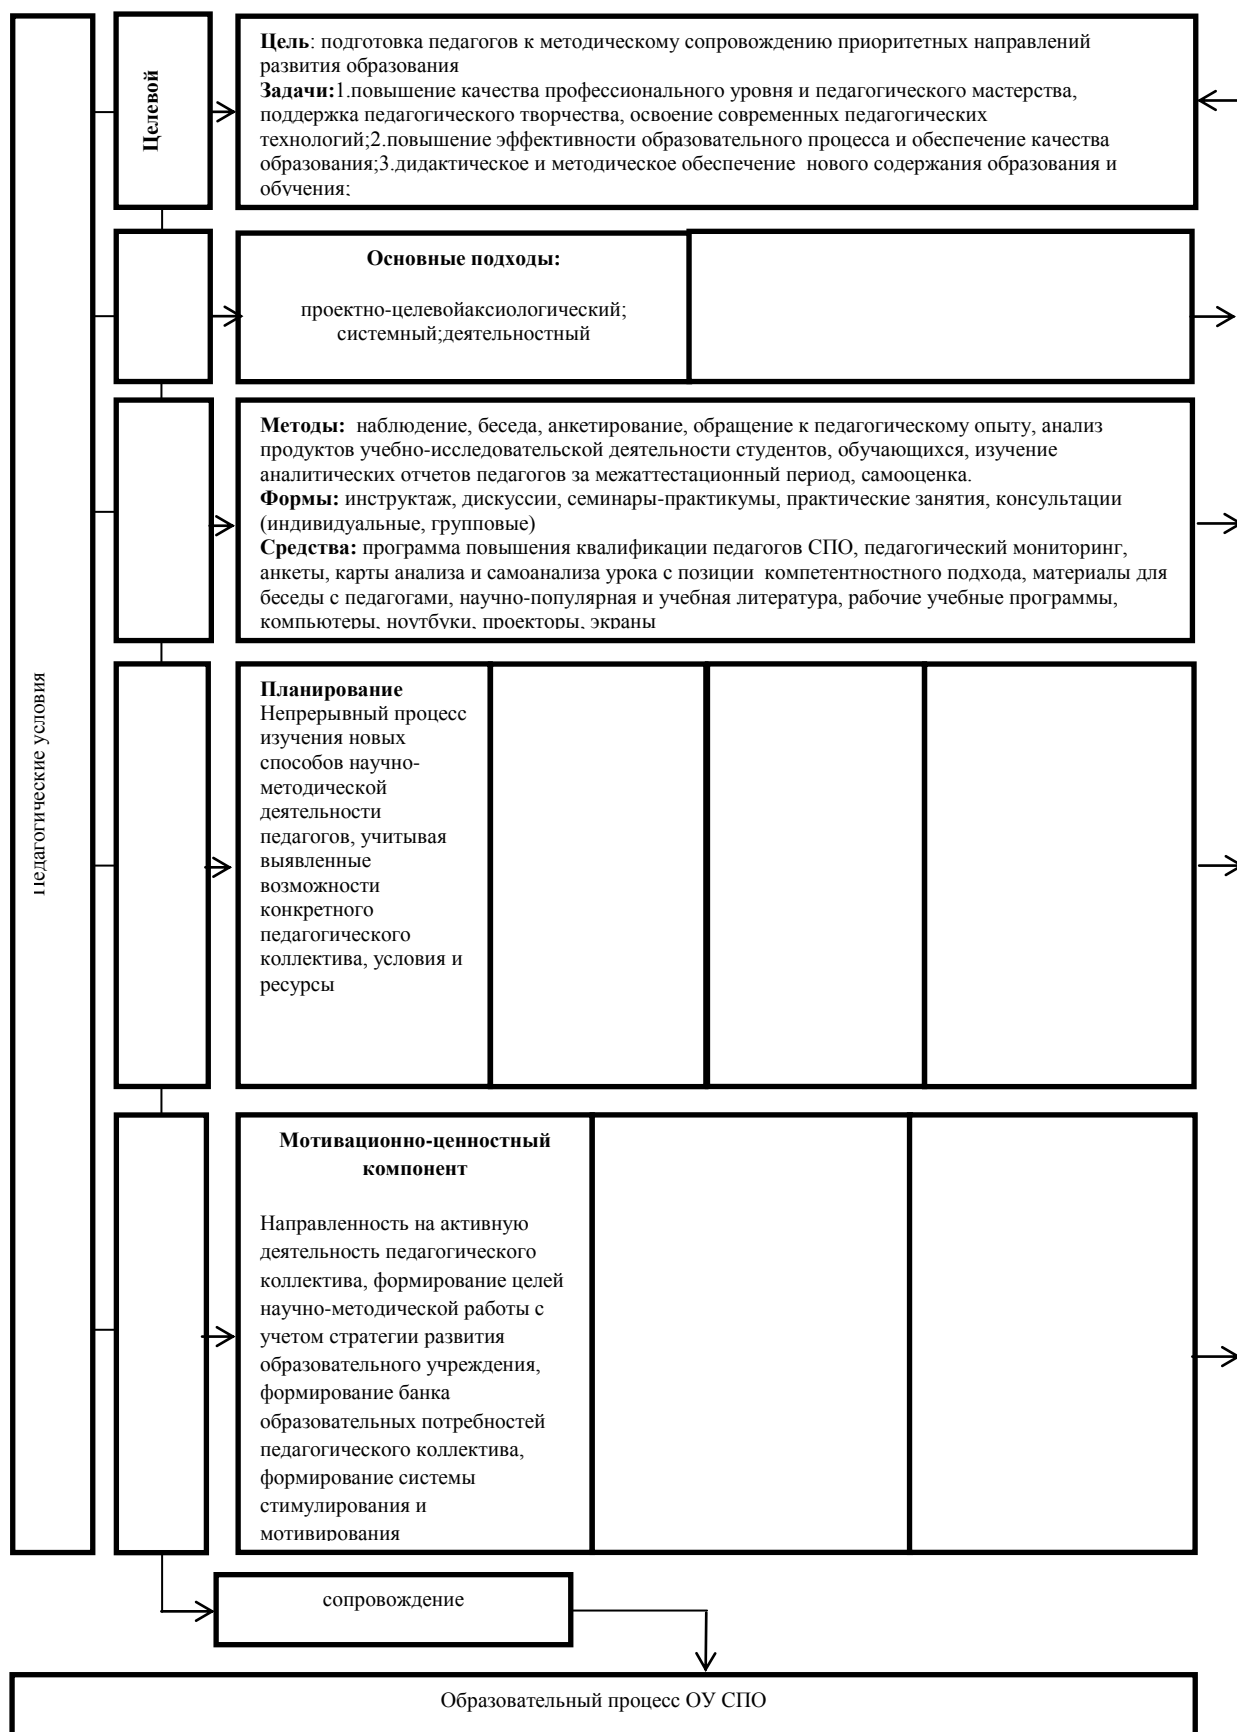 Педагогические условия
Целевой
Цель: подготовка педагогов к методическому сопровождению приоритетных направлений
развития образования
Задачи:1.повышение качества профессионального уровня и педагогического мастерства,
поддержка педагогического творчества, освоение современных педагогических
технологий;2.повышение эффективности образовательного процесса и обеспечение качества
образования;3.дидактическое и методическое обеспечение нового содержания образования и
обучения;
Основные подходы:
проектно-целевойаксиологический;
системный;деятельностный
Методы: наблюдение, беседа, анкетирование, обращение к педагогическому опыту, анализ
продуктов учебно-исследовательской деятельности студентов, обучающихся, изучение
аналитических отчетов педагогов за межаттестационный период, самооценка.
Формы: инструктаж, дискуссии, семинары-практикумы, практические занятия, консультации
(индивидуальные, групповые)
Средства: программа повышения квалификации педагогов СПО, педагогический мониторинг,
анкеты, карты анализа и самоанализа урока с позиции компетентностного подхода, материалы для
беседы с педагогами, научно-популярная и учебная литература, рабочие учебные программы,
компьютеры, ноутбуки, проекторы, экраны
Планирование
Непрерывный процесс
изучения новых
способов научно-
методической
деятельности
педагогов, учитывая
выявленные
возможности
конкретного
педагогического
коллектива, условия и
ресурсы
Мотивационно-ценностный
компонент
Направленность на активную
деятельность педагогического
коллектива, формирование целей
научно-методической работы с
учетом стратегии развития
образовательного учреждения,
формирование банка
образовательных потребностей
педагогического коллектива,
формирование системы
стимулирования и
мотивирования
сопровождение
Образовательный процесс ОУ СПО